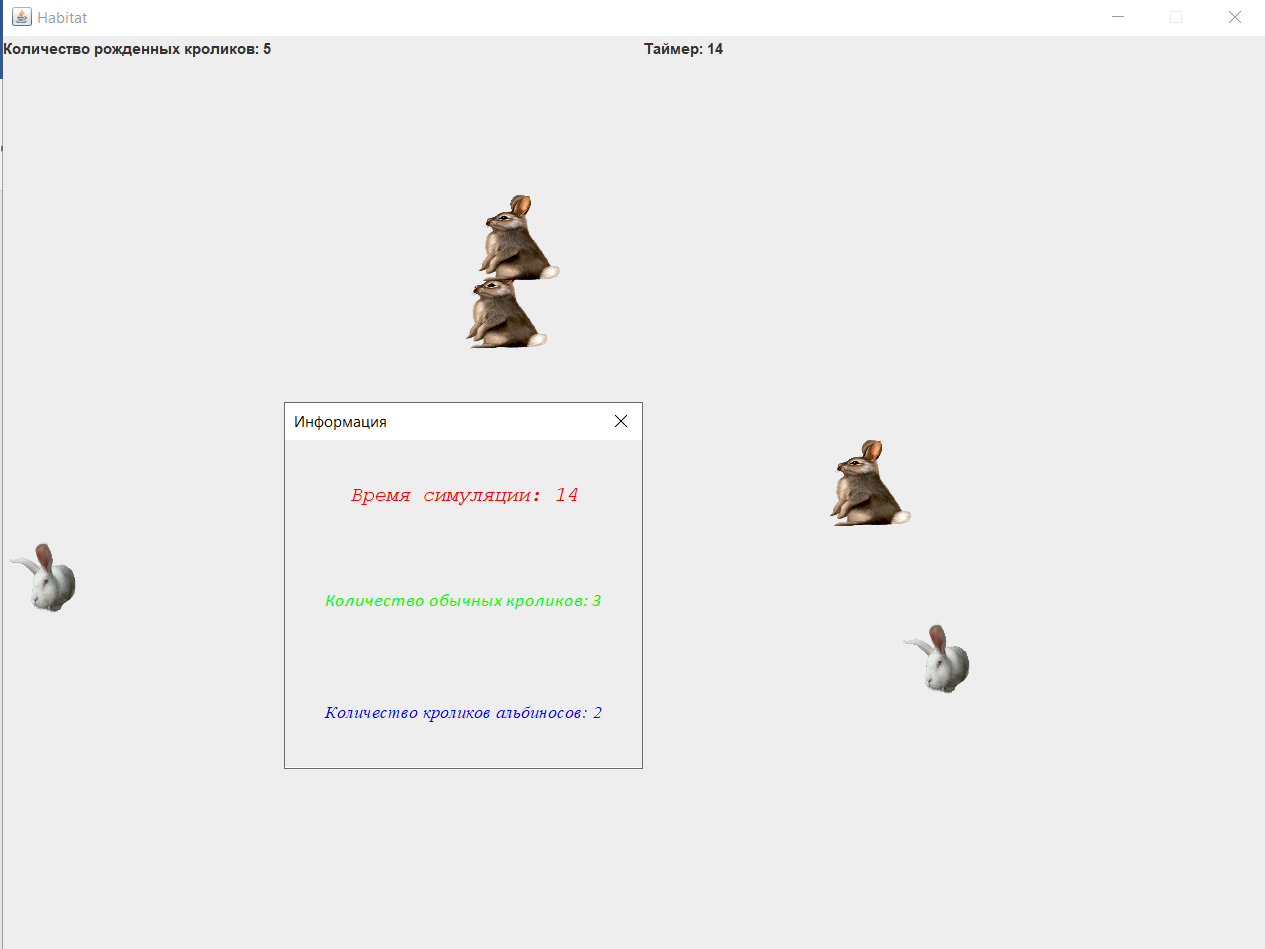 Habitat
Количество рожденных кроликов: 5
Таймер: 14
Информация
Время симуляции: 14
Количество обычных кроликов: 3
Количество кроликов альбиносов: 2